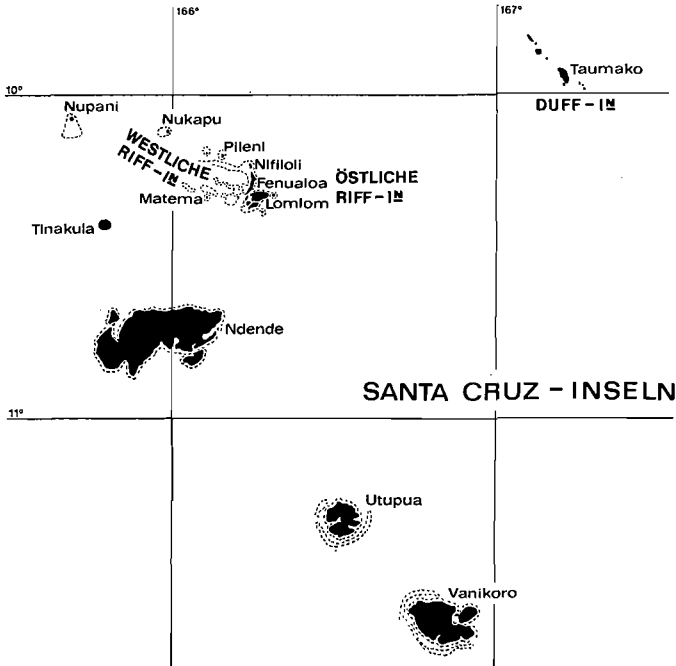 166°
167°
Taumako
10°
DUFF-IN
Nupani
Nukapu
Pileni
WESTLICHE
RIFF-IN
Nifiloli
Fenualoa
ÖSTLICHE
RIFF-IN
Matema
Lomlom
Tinakula
Ndende
SANTA CRUZ - INSELN
11°
Utupua
Vanikoro